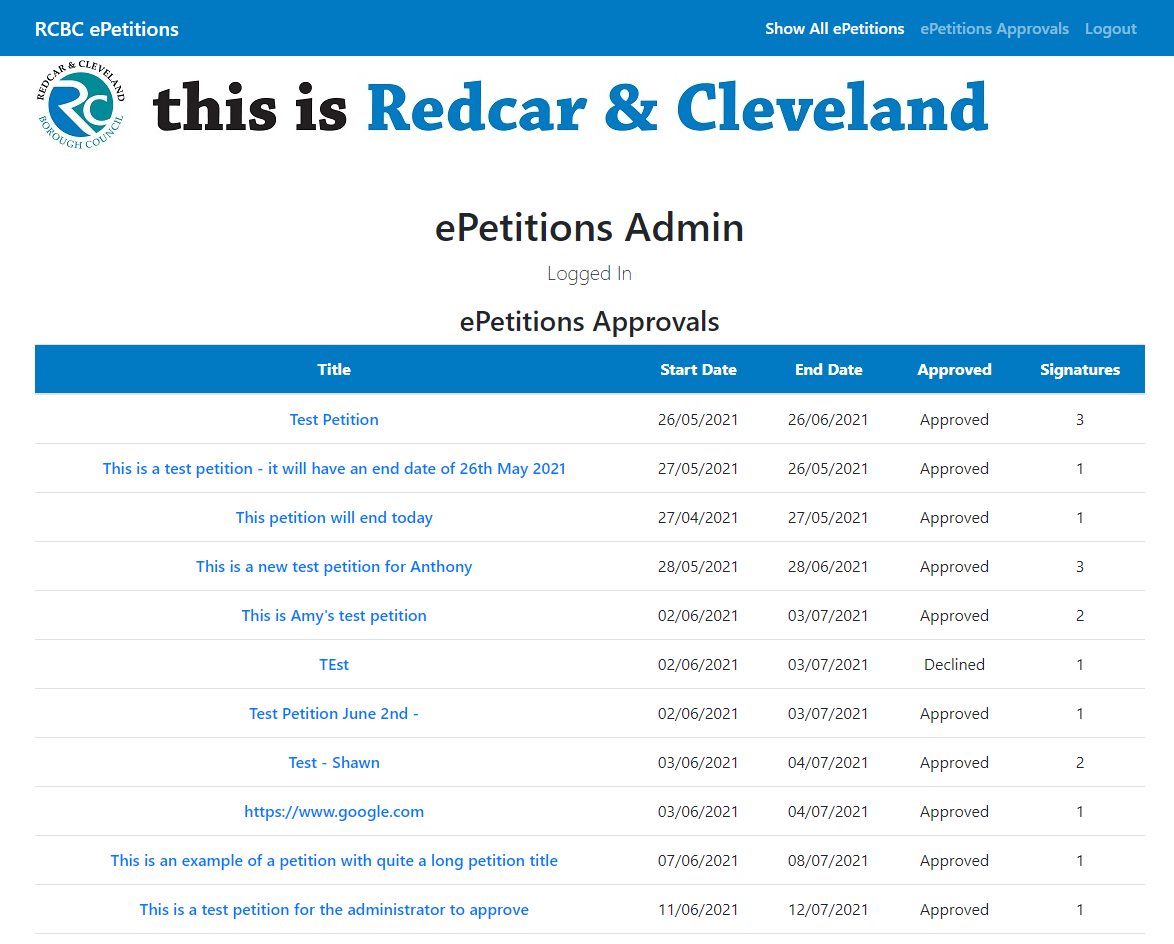 RCBC ePetitions Show All ePetitions ePetitions Approvals Logout
REDCAR & CLEVELAND
RC
BOROUGH COUNCIL
this is Redcar & Cleveland
ePetitions Admin
Logged In
ePetitions Approvals
Title Start Date End Date Approved Signatures
Test Petition 26/05/2021 26/06/2021 Approved 3
This is a test petition - it will have an end date of 26th May 2021 27/05/2021 26/05/2021 Approved 1
This petition will end today 27/04/2021 27/05/2021 Approved 1
This is a new test petition for Anthony 28/05/2021 28/06/2021 Approved 3
This is Amy's test petition 02/06/2021 03/07/2021 Approved 2
TEst 02/06/2021 03/07/2021 Declined 1
Test Petition June 2nd - 02/06/2021 03/07/2021 Approved 1
Test - Shawn 03/06/2021 04/07/2021 Approved 2
https://www.google.com 03/06/2021 04/07/2021 Approved 1
This is an example of a petition with quite a long petition title 07/06/2021 08/07/2021 Approved 1
This is a test petition for the administrator to approve 11/06/2021 12/07/2021 Approved 1